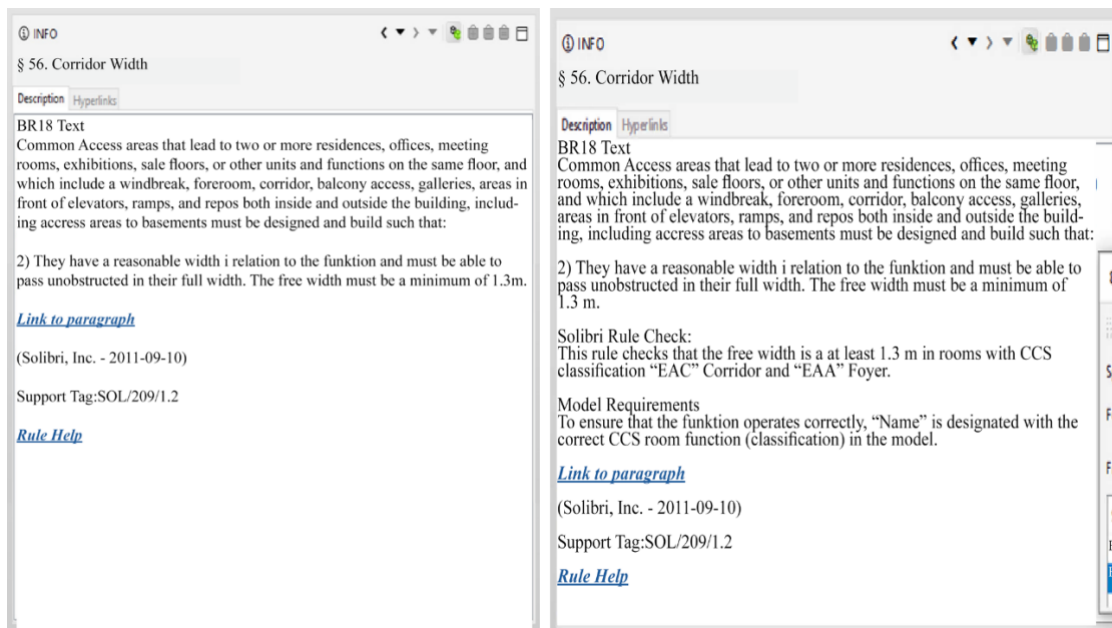 INFO
§ 56. Corridor Width
Description Hyperlinks
BR18 Text
Common Access areas that lead to two or more residences, offices, meeting
rooms, exhibitions, sale floors, or other units and functions on the same floor, and
which include a windbreak, foreroom, corridor, balcony access, galleries, areas in
front of elevators, ramps, and repos both inside and outside the building, includ-
ing accress areas to basements must be designed and build such that:
2) They have a reasonable width i relation to the funktion and must be able to
pass unobstructed in their full width. The free width must be a minimum of 1.3m.
Link to paragraph
(Solibri, Inc. - 2011-09-10)
Support Tag:SOL/209/1.2
Rule Help
INFO
§ 56. Corridor Width
Description Hyperlinks
BR18 Text
Common Access areas that lead to two or more residences, offices, meeting
rooms, exhibitions, sale floors, or other units and functions on the same floor,
and which include a windbreak, foreroom, corridor, balcony access, galleries,
areas in front of elevators, ramps, and repos both inside and outside the build-
ing, including accress areas to basements must be designed and build such that:
2) They have a reasonable width i relation to the funktion and must be able to
pass unobstructed in their full width. The free width must be a minimum of
1.3 m.
Solibri Rule Check:
This rule checks that the free width is a at least 1.3 m in rooms with CCS
classification “EAC” Corridor and “EAA” Foyer.
Model Requirements
To ensure that the funktion operates correctly, “Name” is designated with the
correct CCS room function (classification) in the model.
Link to paragraph
(Solibri, Inc. - 2011-09-10)
Support Tag:SOL/209/1.2
Rule Help